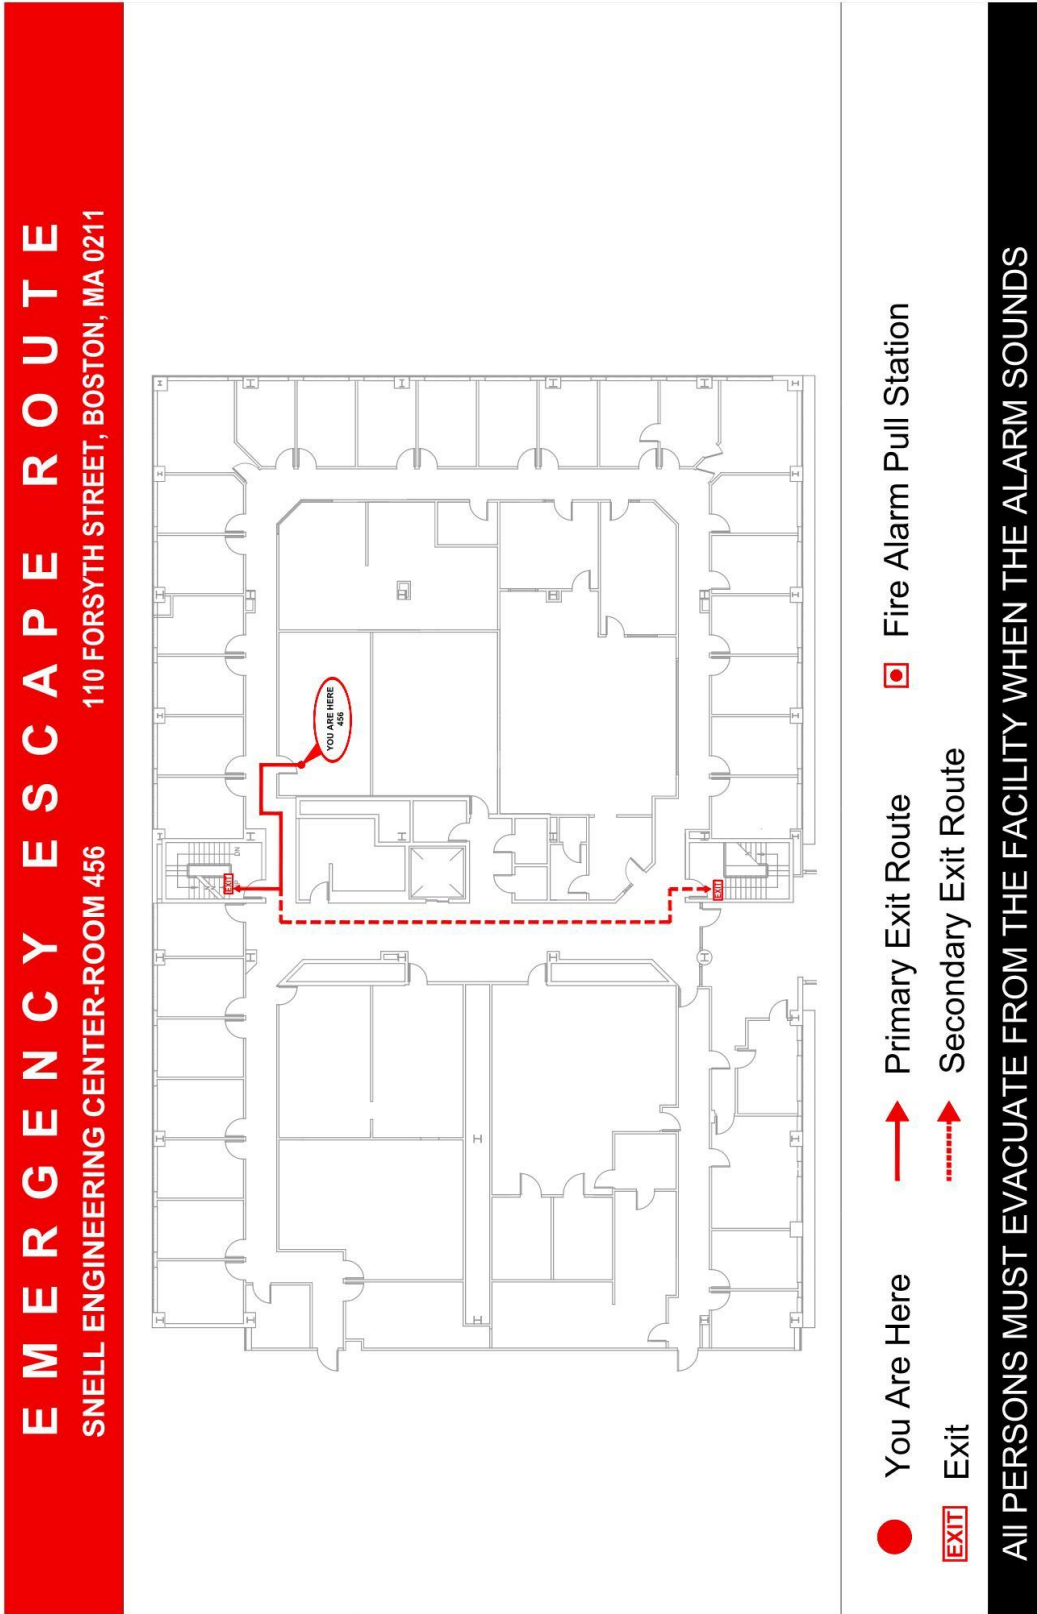 EMERGENCY ESCAPE ROUTE
SNELL ENGINEERING CENTER-ROOM 456
110 FORSYTH STREET, BOSTON, MA 0211
EXIT
DN
YOU ARE HERE
456
EXIT
You Are Here
Primary Exit Route
Fire Alarm Pull Station
EXIT Exit
Secondary Exit Route
All PERSONS MUST EVACUATE FROM THE FACILITY WHEN THE ALARM SOUNDS